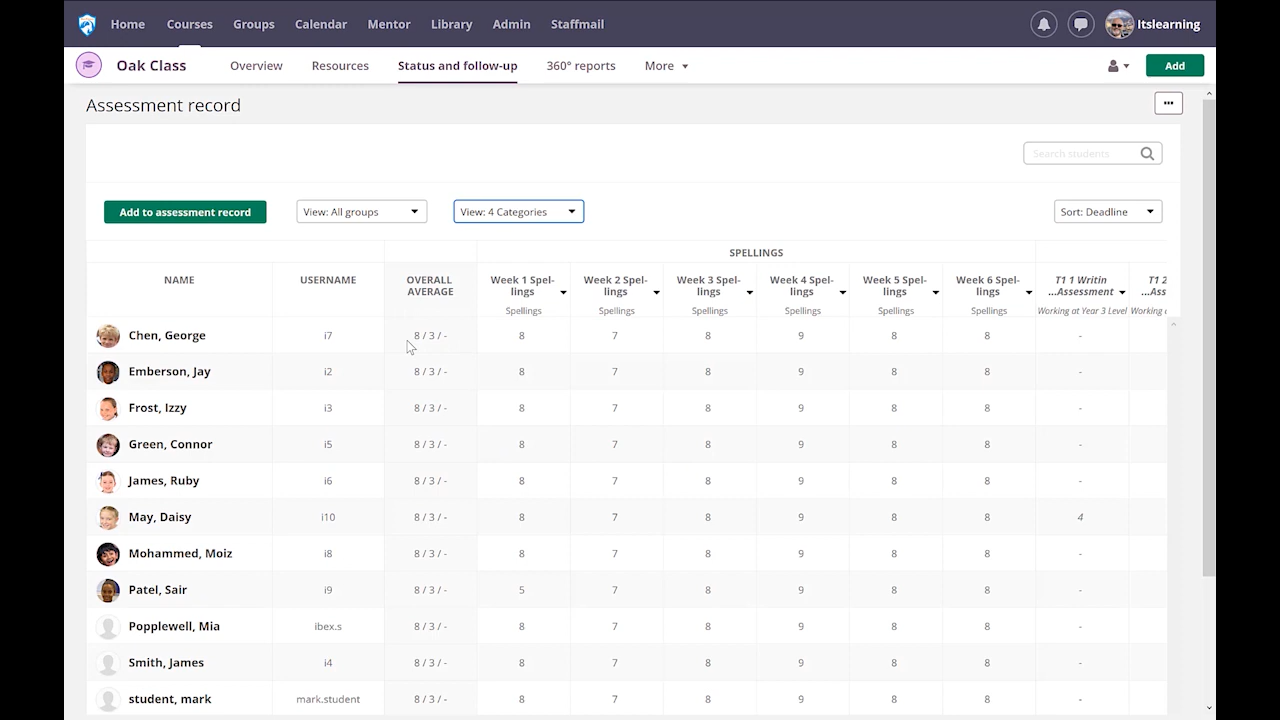 Home Courses Groups Calendar Mentor Library Admin Staffmail Itslearning
Oak Class Overview Resources Status and follow-up 360° reports More Add
Assessment record
Search students
Add to assessment record View: All groups View: 4 Categories Sort: Deadline
SPELLINGS
NAME USERNAME OVERALL AVERAGE Week 1 Spel- Week 2 Spel- Week 3 Spel- Week 4 Spel- Week 5 Spel- Week 6 Spel- T1 1 Writin T1 2
lings lings lings lings lings lings ...Assessment ...Ass
Spellings Spellings Spellings Spellings Spellings Spellings Working at Year 3 Level Working
Chen, George i7 8 / 3 / - 8 7 8 9 8 8 -
Emberson, Jay i2 8 / 3 / - 8 7 8 9 8 8 -
Frost, Izzy i3 8 / 3 / - 8 7 8 9 8 8 -
Green, Connor i5 8 / 3 / - 8 7 8 9 8 8 -
James, Ruby i6 8 / 3 / - 8 7 8 9 8 8 -
May, Daisy i10 8 / 3 / - 8 7 8 9 8 8 4
Mohammed, Moiz i8 8 / 3 / - 8 7 8 9 8 8 -
Patel, Sair i9 8 / 3 / - 5 7 8 9 8 8 -
Popplewell, Mia ibex.s 8 / 3 / - 8 7 8 9 8 8 -
Smith, James i4 8 / 3 / - 8 7 8 9 8 8 -
student, mark mark.student 8 / 3 / - 8 7 8 9 8 8 -